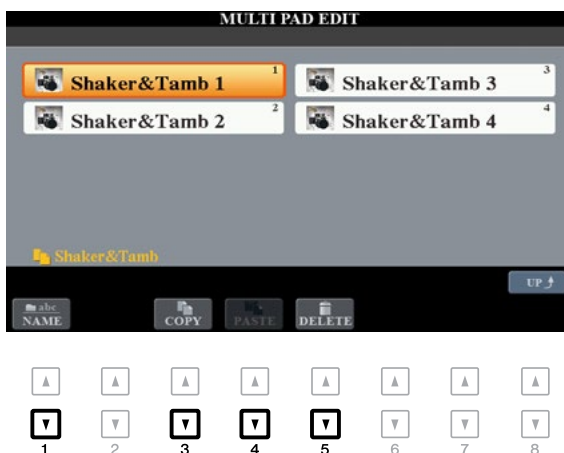 MULTI PAD EDIT
Shaker&Tamb 1 1
Shaker&Tamb 3 3
Shaker&Tamb 2 2
Shaker&Tamb 4 4
Shaker&Tamb
UP
abc
NAME COPY PASTE DELETE
1 2 3 4 5 6 7 8